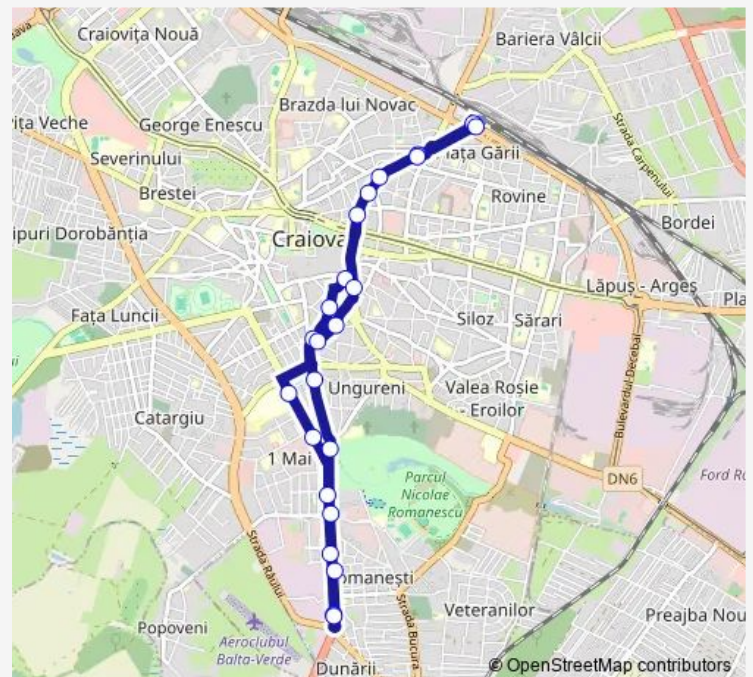 Craiovița Nouă
Bariera Vâlcii
Brazda lui Novac
George Enescu
Severinului
Strada Carpenului
Rovine
Brestei
Bordei
Craiova
Lăpuș - Argeș
Fața Luncii
Siloz
Sărari
Bulevardul Decebal
Ungureni
Valea Roșie
- Eroilor
Catargiu
1 Mai
Parcul
Nicolae
Romanescu
DN6
Strada Râului
Strada Bucura
Veteranilor
Popoveni
Aeroclubul
Balta-Verde
Dunării
© OpenStreetMap contributors